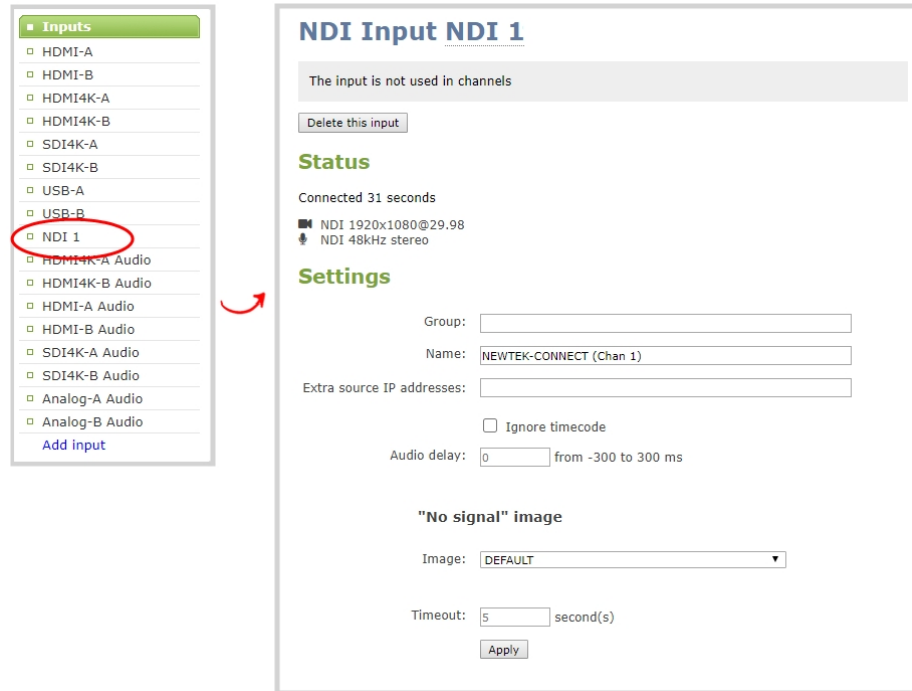 Inputs
HDMI-A
HDMI-B
HDMI4K-A
HDMI4K-B
SDI4K-A
SDI4K-B
USB-A
USB-B
NDI 1
HDMI4K-A Audio
HDMI4K-B Audio
HDMI-A Audio
HDMI-B Audio
SDI4K-A Audio
SDI4K-B Audio
Analog-A Audio
Analog-B Audio
Add input
NDI Input NDI 1
The input is not used in channels
Delete this input
Status
Connected 31 seconds
NDI 1920x1080@29.98
NDI 48kHz stereo
Settings
Group:
Name: NEWTEK-CONNECT (Chan 1)
Extra source IP addresses:
Ignore timecode
Audio delay: 0 from -300 to 300 ms
"No signal" image
Image: DEFAULT
Timeout: 5 second(s)
Apply